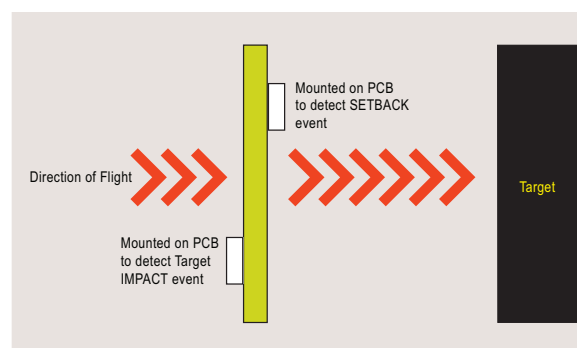 Mounted on PCB
to detect SETBACK
event
Direction of Flight
Target
Mounted on PCB
to detect Target
IMPACT event